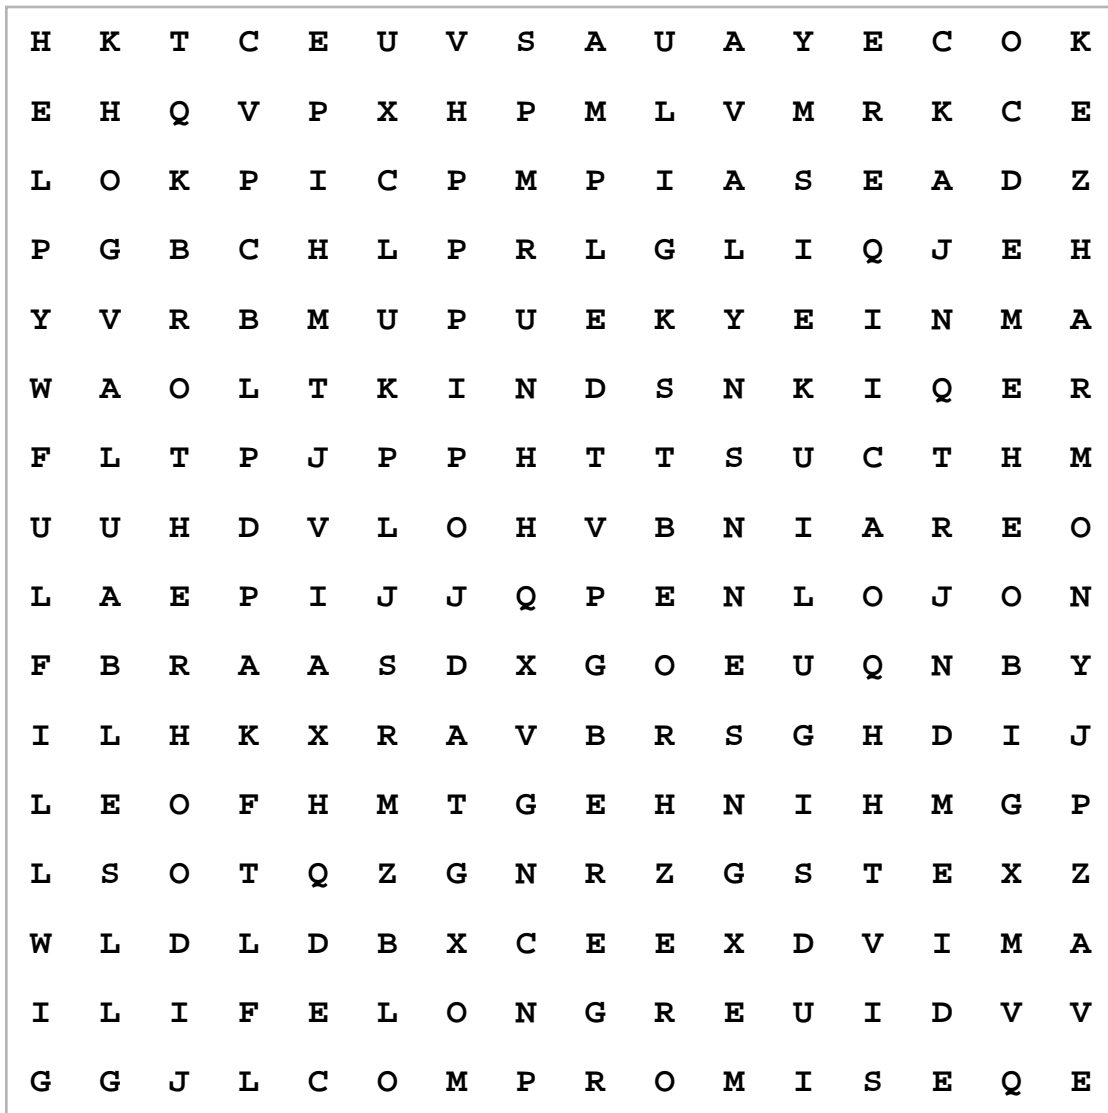 H K T C E U V S A U A Y E C O K
E H Q V P X H P M L V M R K C E
L O K P I C P M P I A S E A D Z
P G B C H L P R L G L I Q J E H
Y V R B M U P U E K Y E I N M A
W A O L T K I N D S N K I Q E R
F L T P J P P H T T S U C T H M
U U H D V L O H V B N I A R E O
L A E P I J J Q P E N L O J O N
F B R A A S D X G O E U Q N B Y
I L H K X R A V B R S G H D I J
L E O F H M T G E H N I H M G P
L S O T Q Z G N R Z G S T E X Z
W L D L D B X C E E X D V I M A
I L I F E L O N G R E U I D V V
G G J L C O M P R O M I S E Q E